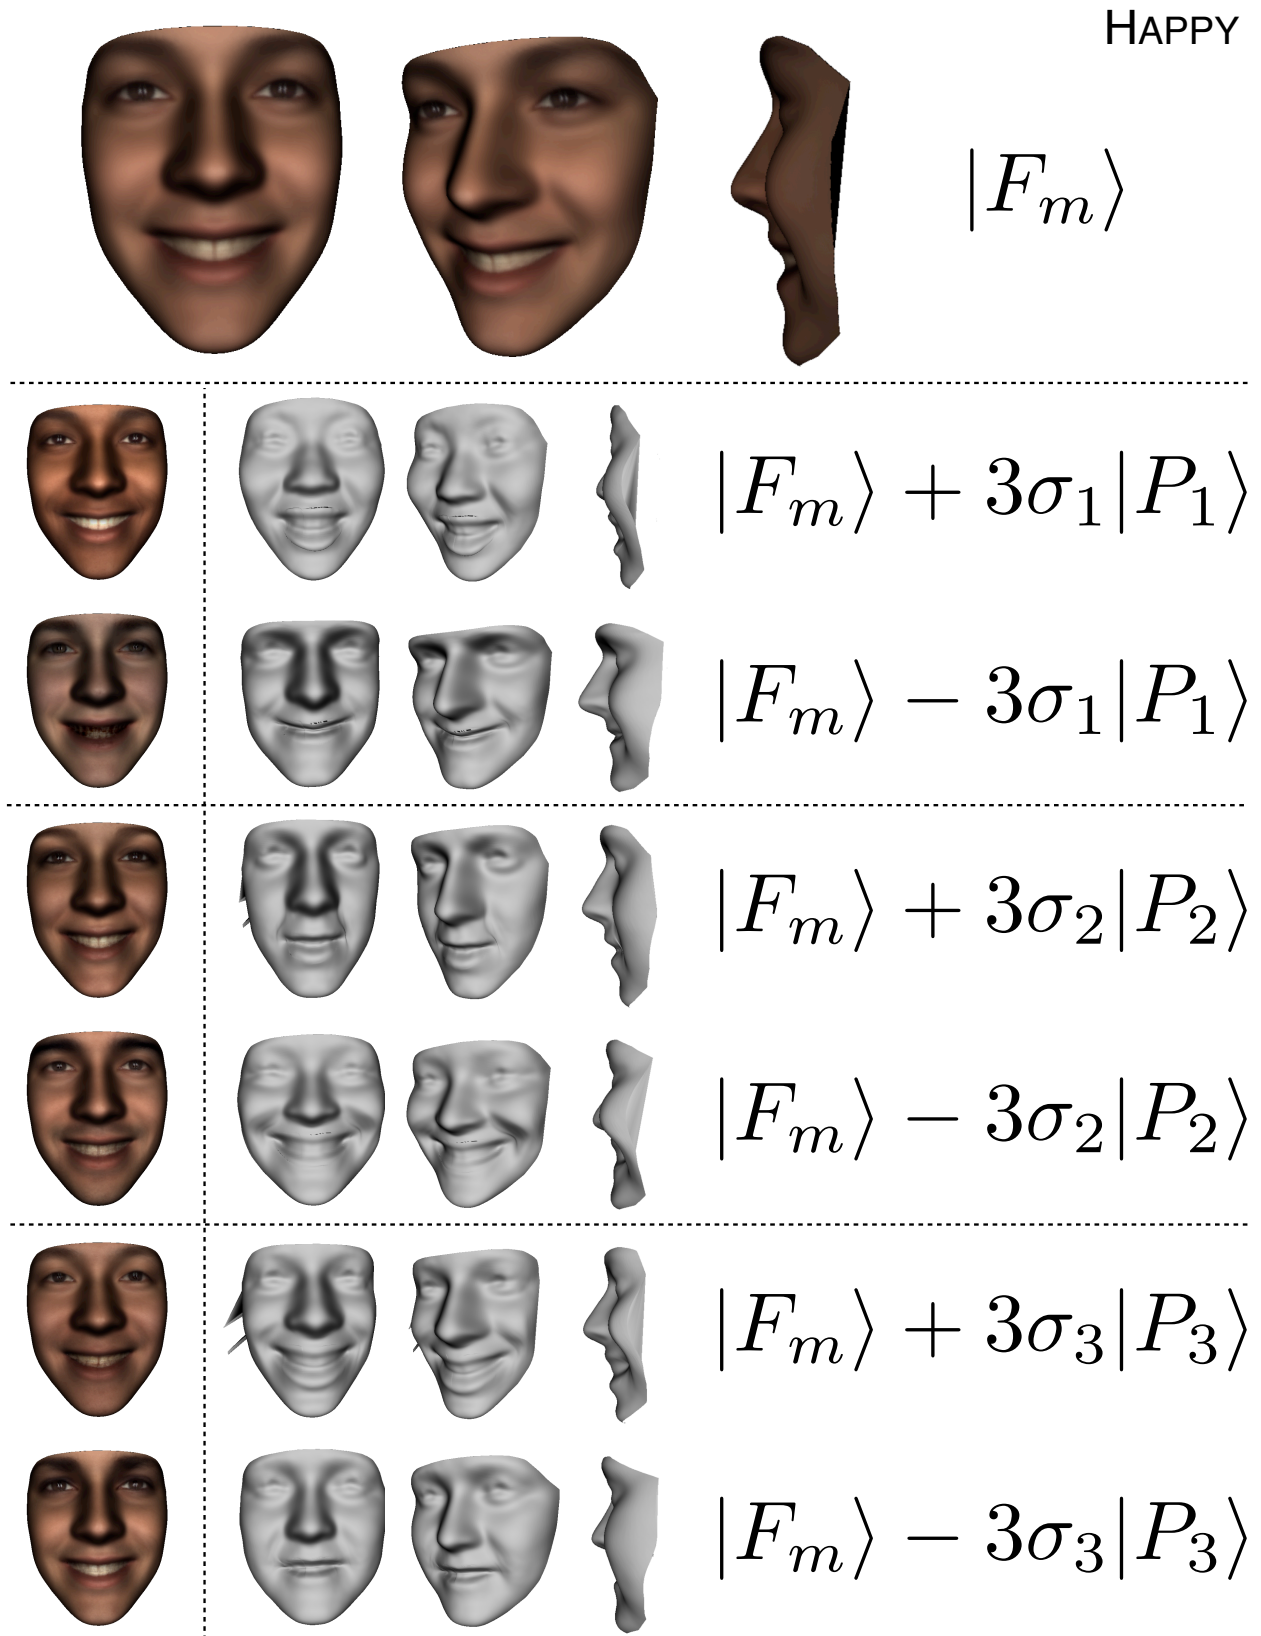 HAPPY
|F_m⟩
|F_m⟩ + 3σ_1|P_1⟩
|F_m⟩ − 3σ_1|P_1⟩
|F_m⟩ + 3σ_2|P_2⟩
|F_m⟩ − 3σ_2|P_2⟩
|F_m⟩ + 3σ_3|P_3⟩
|F_m⟩ − 3σ_3|P_3⟩